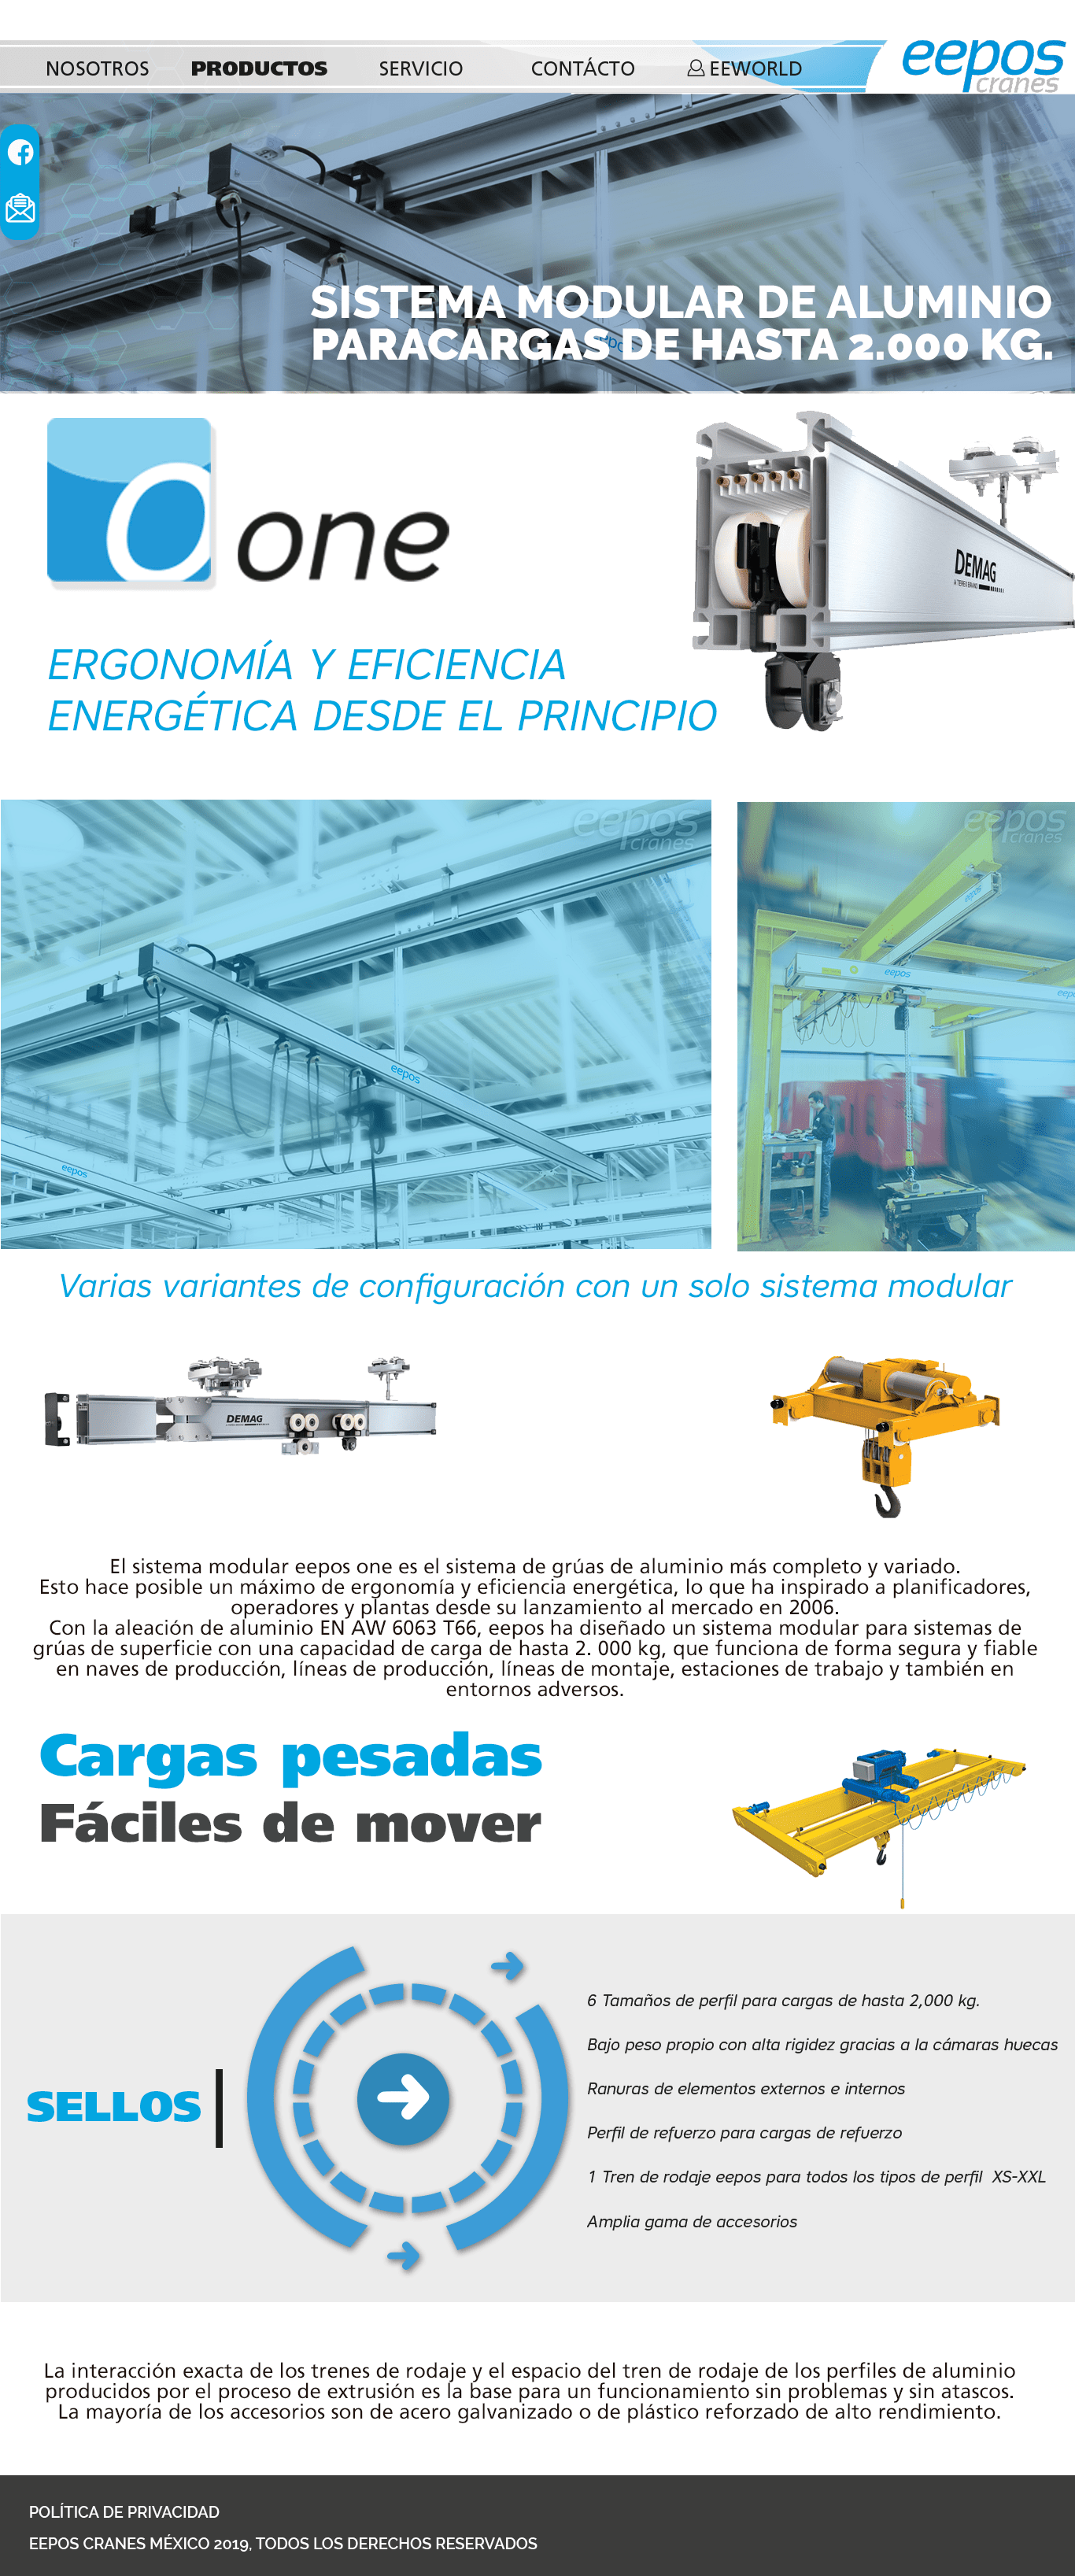 NOSOTROS PRODUCTOS SERVICIO CONTÁCTO EEWORLD
eepos
cranes
SISTEMA MODULAR DE ALUMINIO
PARACARGAS DE HASTA 2.000 KG.
one
DEMAG
ERGONOMÍA Y EFICIENCIA
ENERGÉTICA DESDE EL PRINCIPIO
eepos
cranes
eepos
eepos
eepos
cranes
eepos
eepos
Varias variantes de configuración con un solo sistema modular
DEMAG
El sistema modular eepos one es el sistema de grúas de aluminio más completo y variado.
Esto hace posible un máximo de ergonomía y eficiencia energética, lo que ha inspirado a planificadores,
operadores y plantas desde su lanzamiento al mercado en 2006.
Con la aleación de aluminio EN AW 6063 T66, eepos ha diseñado un sistema modular para sistemas de
grúas de superficie con una capacidad de carga de hasta 2. 000 kg, que funciona de forma segura y fiable
en naves de producción, líneas de producción, líneas de montaje, estaciones de trabajo y también en
entornos adversos.
Cargas pesadas
Fáciles de mover
SELLOS
6 Tamaños de perfil para cargas de hasta 2,000 kg.
Bajo peso propio con alta rigidez gracias a la cámaras huecas
Ranuras de elementos externos e internos
Perfil de refuerzo para cargas de refuerzo
1 Tren de rodaje eepos para todos los tipos de perfil XS-XXL
Amplia gama de accesorios
La interacción exacta de los trenes de rodaje y el espacio del tren de rodaje de los perfiles de aluminio
producidos por el proceso de extrusión es la base para un funcionamiento sin problemas y sin atascos.
La mayoría de los accesorios son de acero galvanizado o de plástico reforzado de alto rendimiento.
POLÍTICA DE PRIVACIDAD
EEPOS CRANES MÉXICO 2019, TODOS LOS DERECHOS RESERVADOS